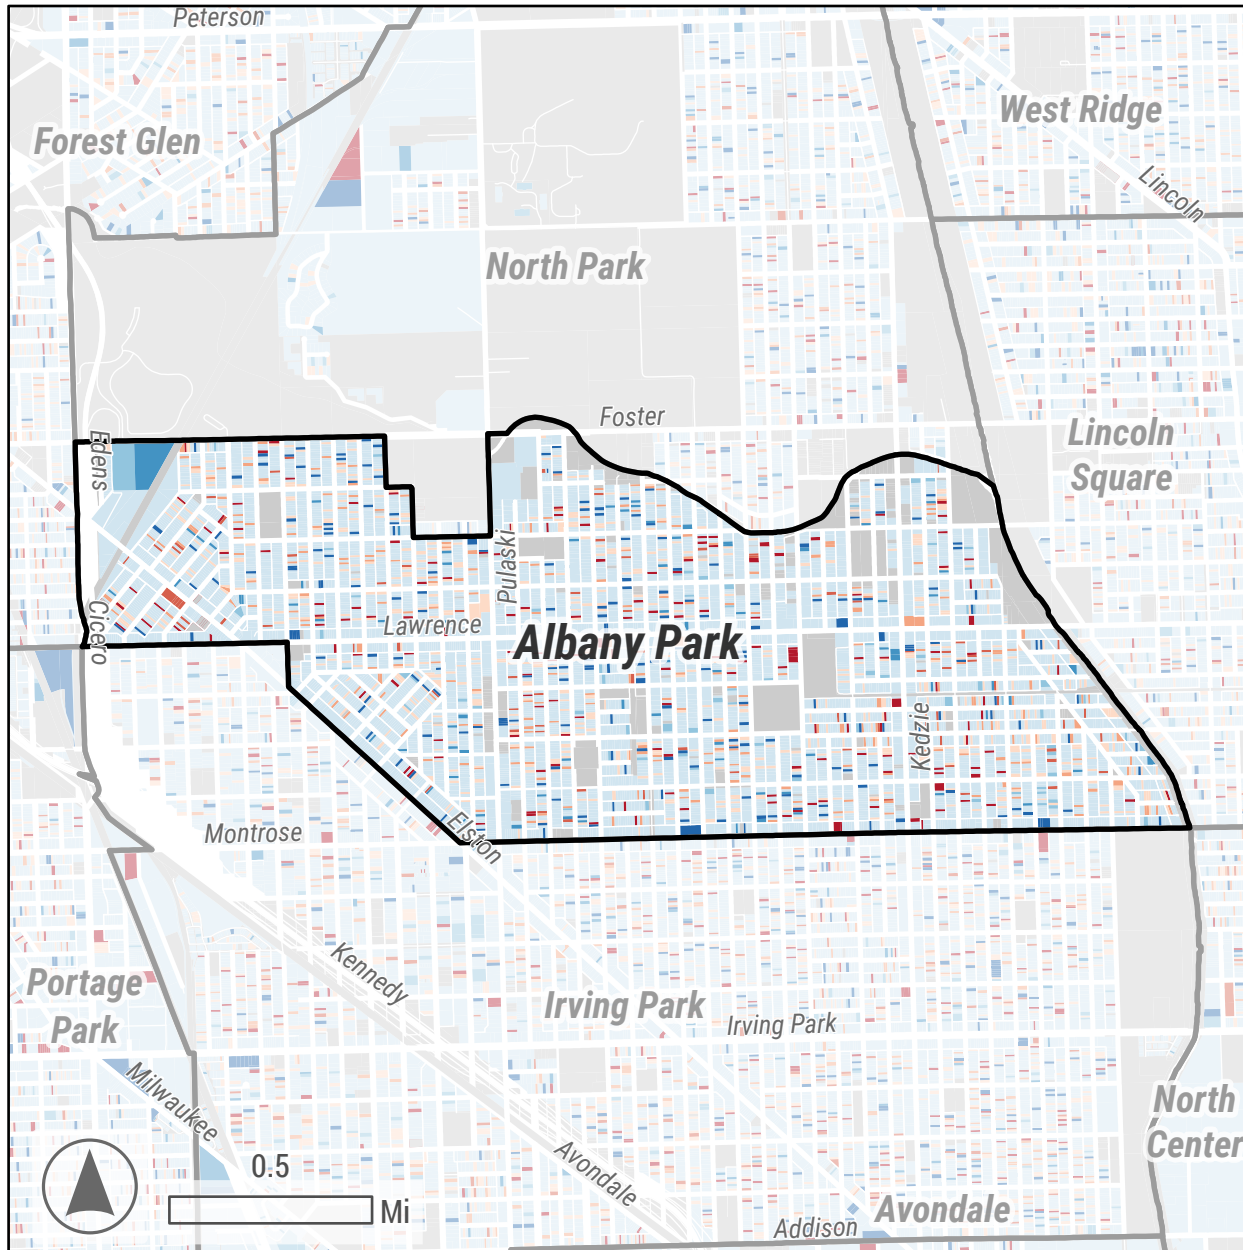 Peterson
West Ridge
Forest Glen
Lincoln
North Park
Foster
Lincoln
Square
Edens
Pulaski
Cicero
Lawrence
Albany Park
Kedzie
Montrose
Elston
Kennedy
Portage
Park
Irving Park
Irving Park
Milwaukee
North
Center
0.5
Mi
Avondale
Avondale
Addison